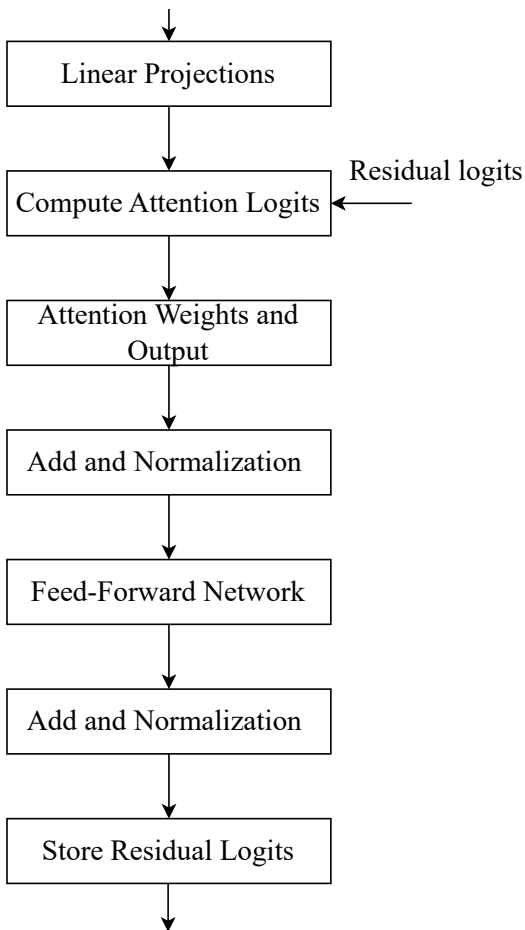 Linear Projections
Residual logits
Compute Attention Logits
Attention Weights and
Output
Add and Normalization
Feed-Forward Network
Add and Normalization
Store Residual Logits